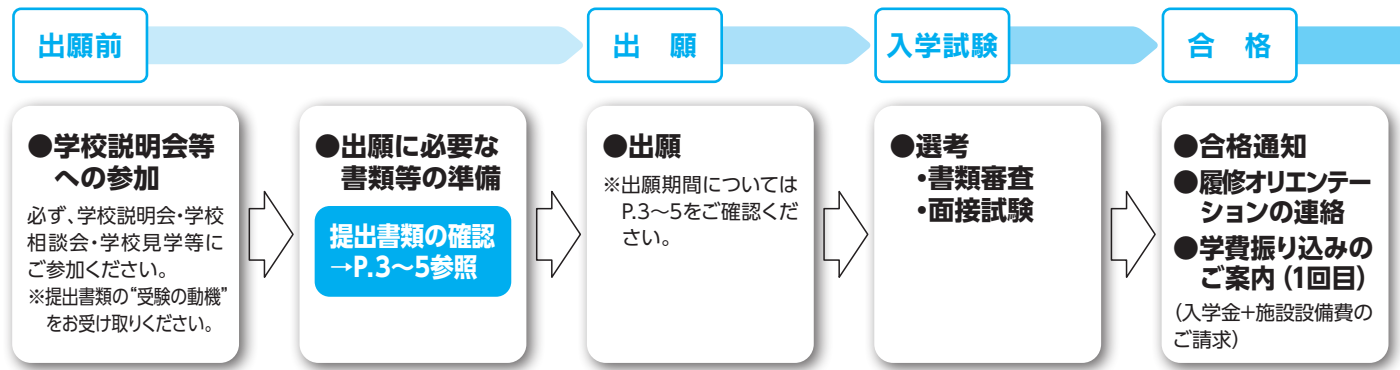 出願前
出 願
入学試験
合 格
●学校説明会等
への参加
必ず、学校説明会・学校
相談会・学校見学等に
ご参加ください。
※提出書類の“受験の動機”
をお受け取りください。
●出願に必要な
書類等の準備
提出書類の確認
→P.3～5参照
●出願
※出願期間については
P.3～5をご確認くだ
さい。
●選考
・書類審査
・面接試験
●合格通知
●履修オリエンテー
ションの連絡
●学費振り込みの
ご案内（1回目）
（入学金+施設設備費の
ご請求）